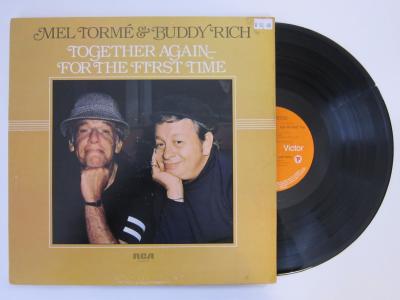 MEL TORMÉ & BUDDY RICH
TOGETHER AGAIN—
FOR THE FIRST TIME
RCA
Victor